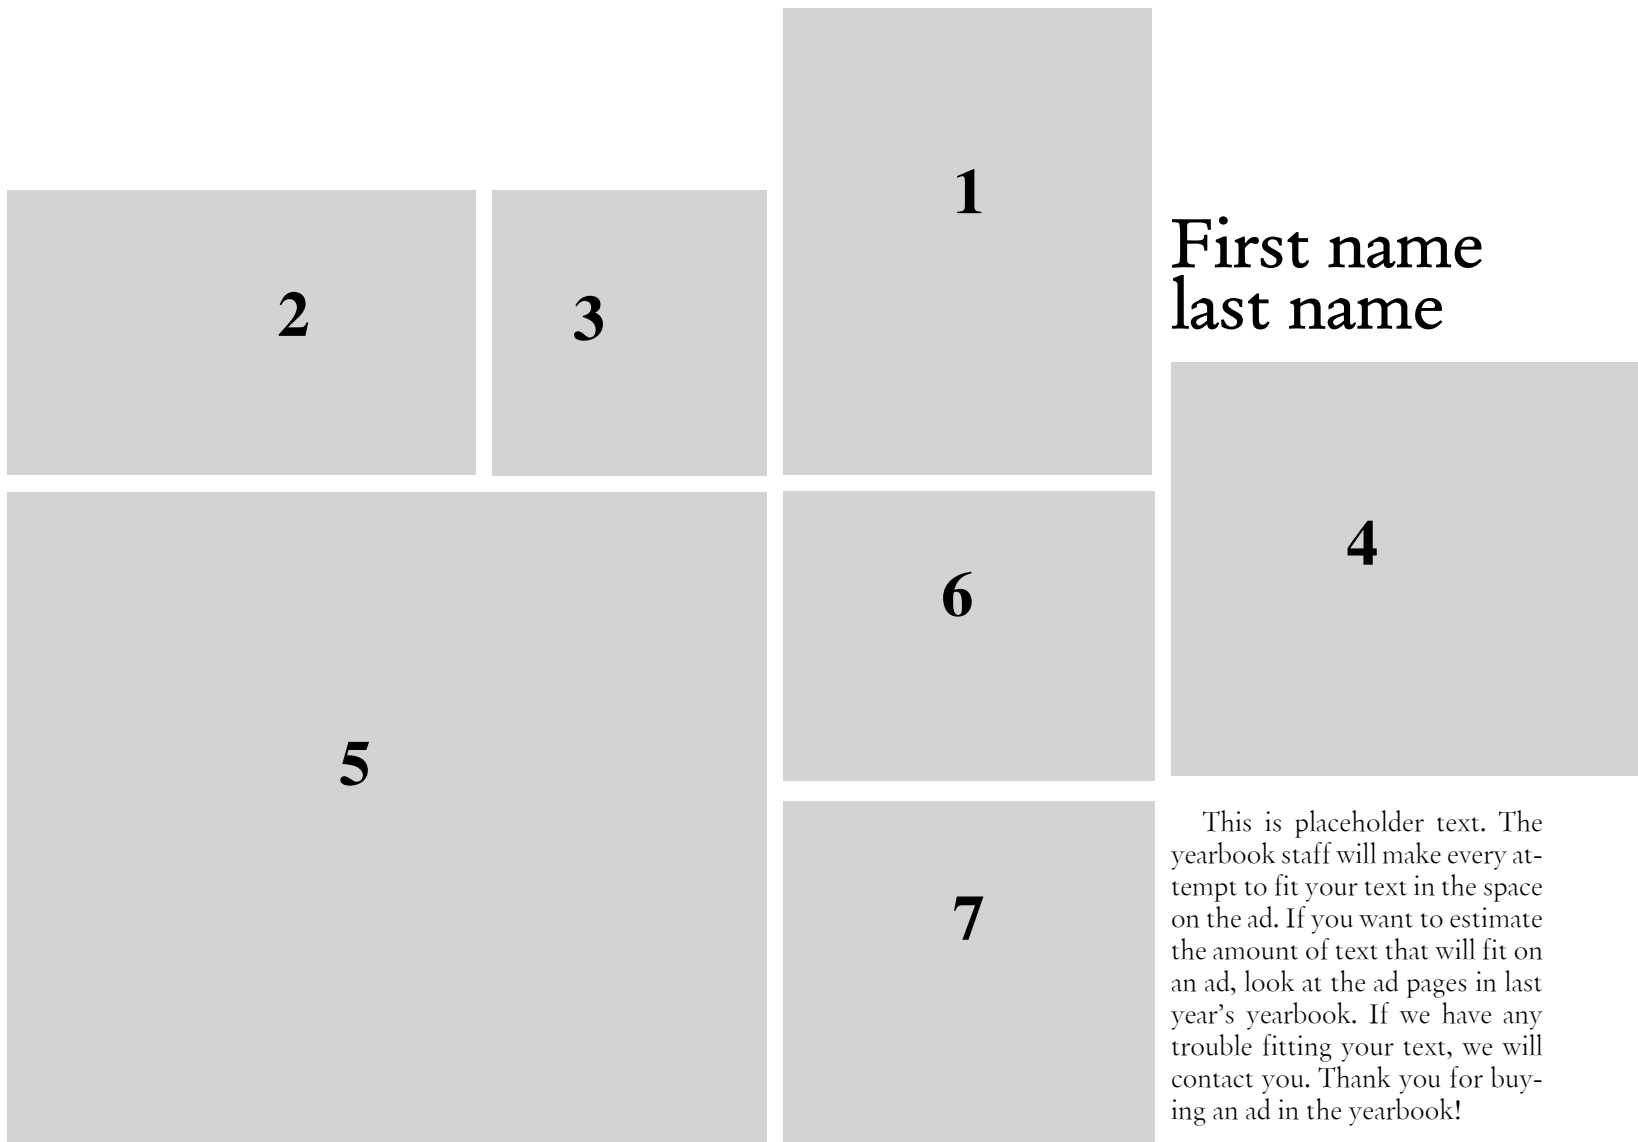 1
2
3
First name
last name
4
5
6
7
This is placeholder text. The
yearbook staff will make every at-
tempt to fit your text in the space
on the ad. If you want to estimate
the amount of text that will fit on
an ad, look at the ad pages in last
year’s yearbook. If we have any
trouble fitting your text, we will
contact you. Thank you for buy-
ing an ad in the yearbook!